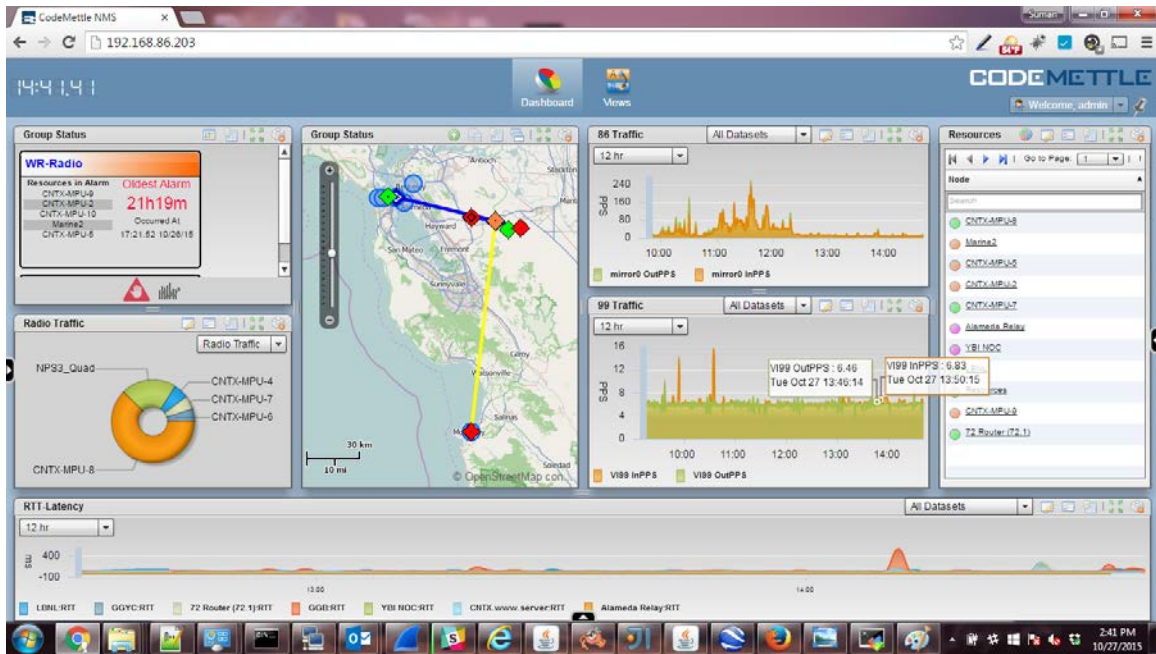 CodeMettle NMS
Suman
192.168.86.203
14:41.41
Dashboard
Views
CODEMETTLE
Welcome, admin
Group Status
WR-Radio
Resources in Alarm
CNTX-MPU-9
CNTX-MPU-2
CNTX-MPU-10
Marine2
CNTX-MPU-5
Oldest Alarm
21h19m
Occurred At
17:21.52 10/26/15
Radio Traffic
Radio Traffic
NPS3_Quad
CNTX-MPU-4
CNTX-MPU-7
CNTX-MPU-6
CNTX-MPU-8
Group Status
Antioch
Stockton
Hayward
San Mateo
Fremont
Sunnyvale
Gilroy
Watsonville
Salinas
Soledad
30 km
10 mi
© OpenStreetMap con...
86 Traffic
All Datasets
12 hr
240
160
80
0
PPS
10:00 11:00 12:00 13:00 14:00
mirror0 OutPPS mirror0 InPPS
99 Traffic
All Datasets
12 hr
16
12
8
4
0
PPS
VI99 OutPPS : 6.46
Tue Oct 27 13:46:14
VI99 InPPS : 6.83
Tue Oct 27 13:50:15
10:00 11:00 12:00 13:00 14:00
VI99 InPPS VI99 OutPPS
Resources
Go to Page: 1
Node
Search
CNTX-MPU-8
Marine2
CNTX-MPU-5
CNTX-MPU-2
CNTX-MPU-7
Alameda Relay
YBI NOC
CNTX-MPU-9
72 Router (72.1)
RTT-Latency
All Datasets
12 hr
400
-100
ms
13:00 14:00
LBNL:RTT GGYC:RTT 72 Router (72.1):RTT GGB:RTT YBI NOC:RTT CNTX www server:RTT Alameda Relay:RTT
2:41 PM
10/27/2015